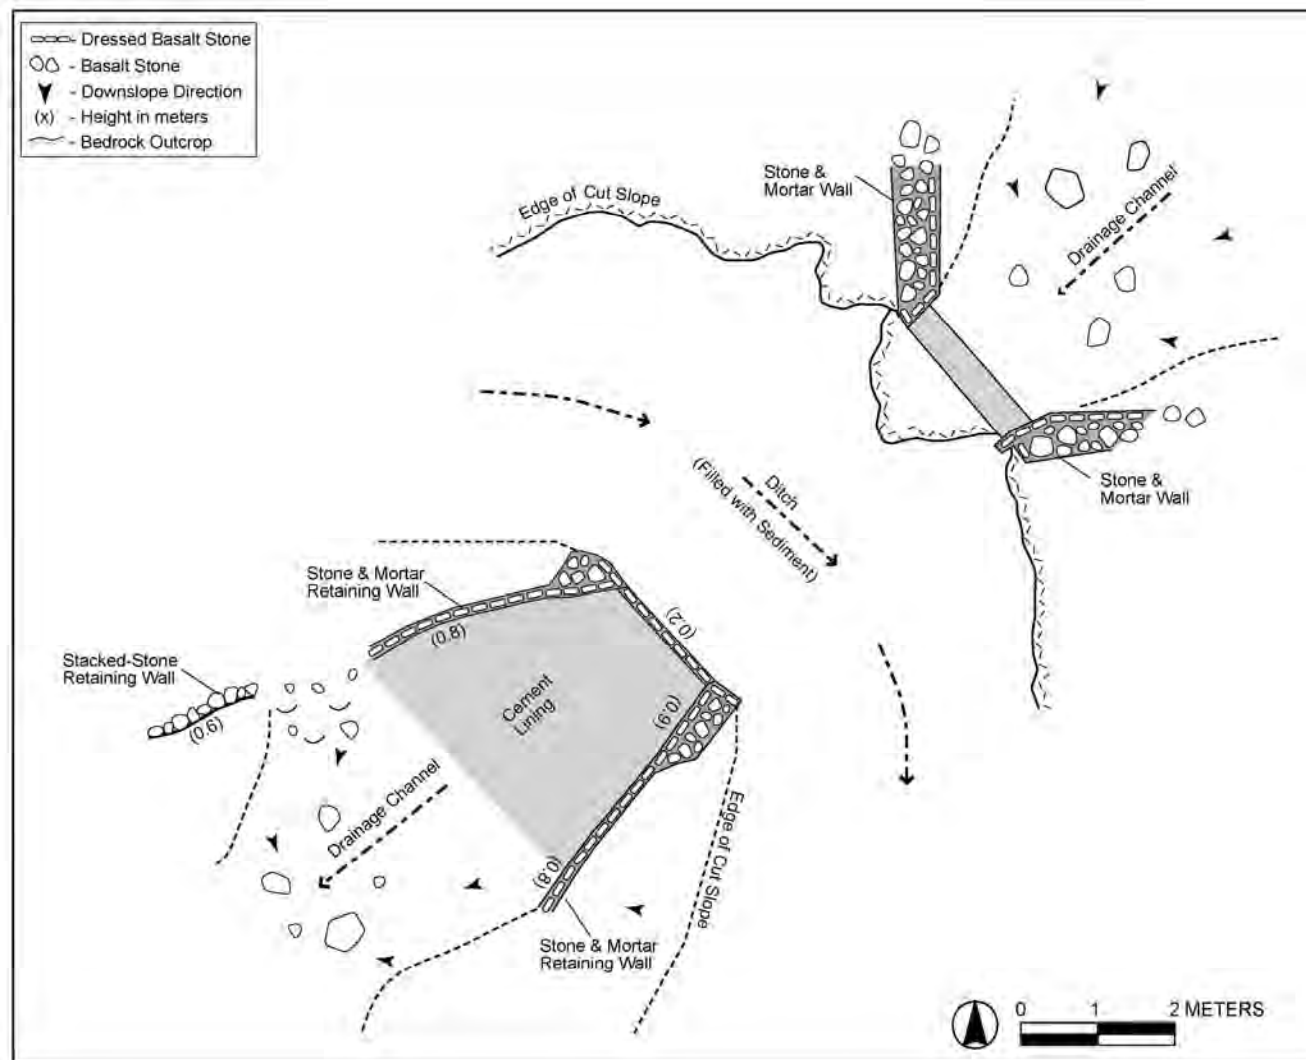 - Dressed Basalt Stone
- Basalt Stone
- Downslope Direction
(x) - Height in meters
- Bedrock Outcrop
Edge of Cut Slope
Stone &
Mortar Wall
Drainage Channel
Stone &
Mortar Wall
Ditch
(Filled with Sediment)
Stone & Mortar
Retaining Wall
(0.8)
(0.2)
Stacked-Stone
Retaining Wall
(0.6)
Cement
Lining
(0.9)
Drainage Channel
Edge of Cut Slope
(0.8)
Stone & Mortar
Retaining Wall
0 1 2 METERS